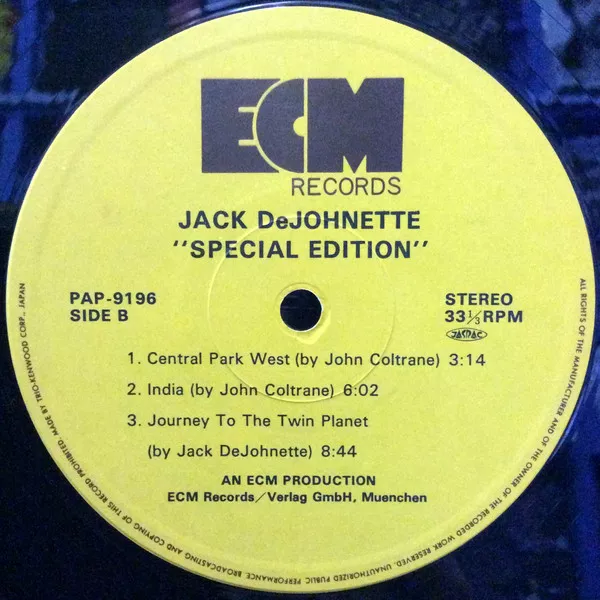 ECM
RECORDS
JACK DeJOHNETTE
"SPECIAL EDITION"
PAP-9196
SIDE B
STEREO
33 1/3 RPM
JASRAC
1. Central Park West (by John Coltrane) 3:14
2. India (by John Coltrane) 6:02
3. Journey To The Twin Planet
(by Jack DeJohnette) 8:44
AN ECM PRODUCTION
ECM Records/Verlag GmbH, Muenchen
ALL RIGHTS OF THE MANUFACTURER AND OF THE OWNER OF THE RECORDED WORK RESERVED. UNAUTHORIZED PUBLIC PERFORMANCE, BROADCASTING AND COPYING OF THIS RECORD PROHIBITED. MADE BY TRIO-KENWOOD CORP., JAPAN